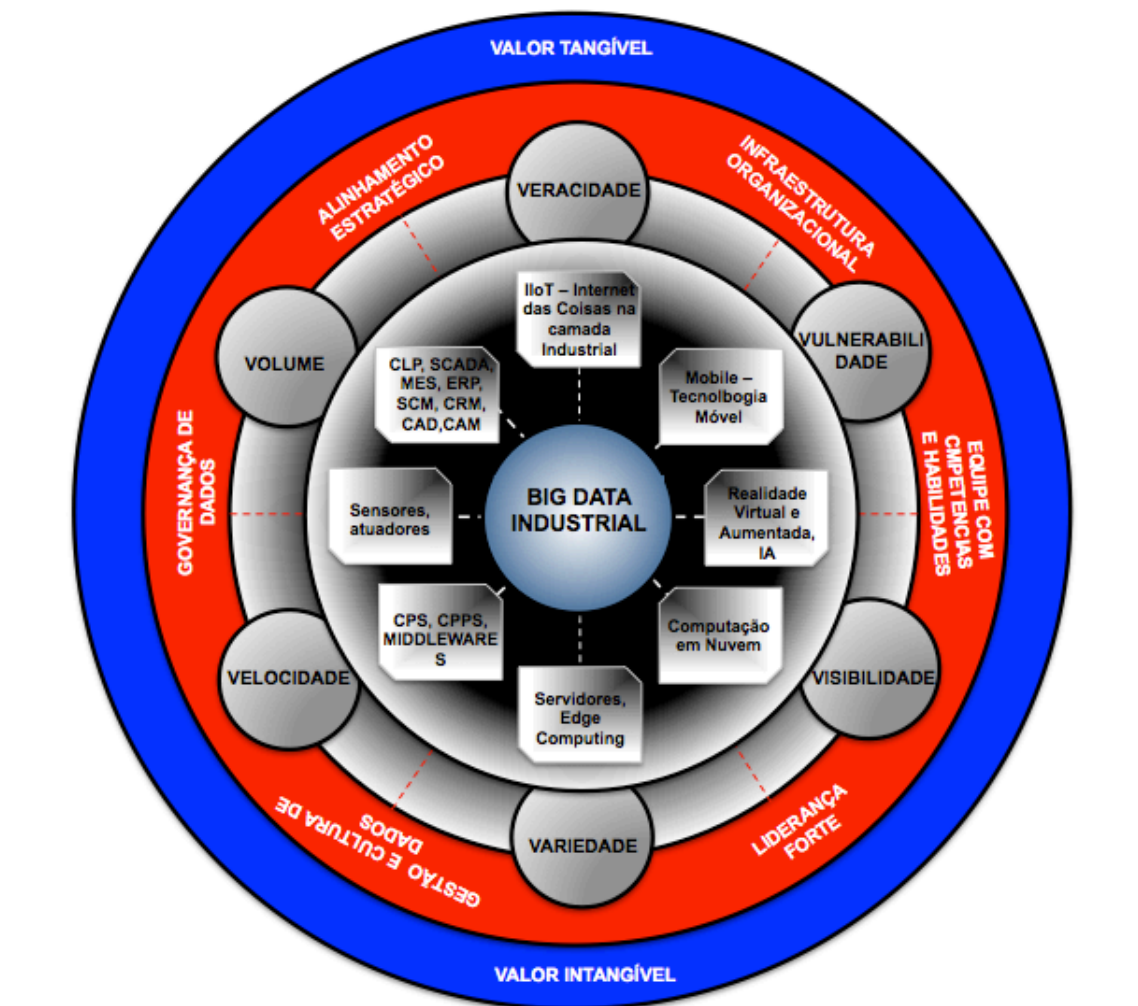 VALOR TANGÍVEL
ALINHAMENTO
ESTRATÉGICO
INFRAESTRUTURA
ORGANIZACIONAL
VERACIDADE
VOLUME
VULNERABILI
DADE
IIoT – Internet
das Coisas na
camada
Industrial
CLP, SCADA,
MES, ERP,
SCM, CRM,
CAD,CAM
Mobile –
Tecnolbogia
Móvel
GOVERNANÇA DE
DADOS
Sensores,
atuadores
BIG DATA
INDUSTRIAL
Realidade
Virtual e
Aumentada,
IA
EQUIPE COM
CMPETENCIAS
E HABILIDADES
CPS, CPPS,
MIDDLEWARE
S
Computação
em Nuvem
Servidores,
Edge
Computing
VELOCIDADE
VISIBILIDADE
VARIEDADE
GESTÃO E CULTURA DE
DADOS
LIDERANÇA
FORTE
VALOR INTANGÍVEL